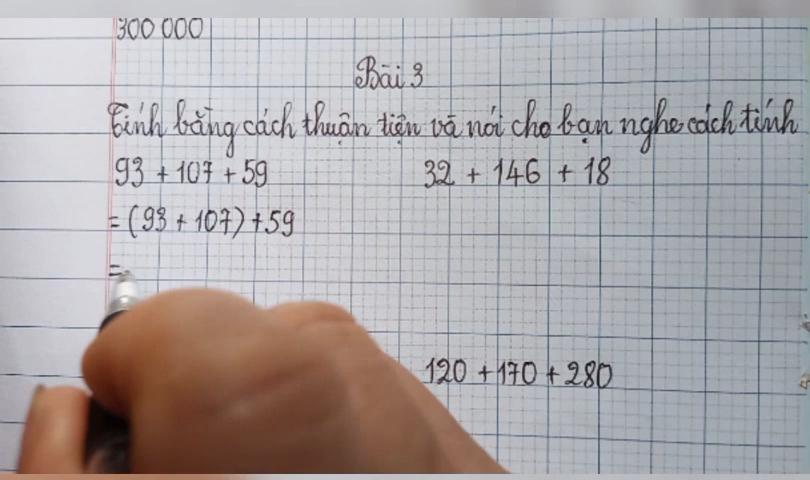 300 000
Bài 3
Tính bằng cách thuận tiện và nói cho bạn nghe cách tính
93 + 107 + 59 32 + 146 + 18
= (93 + 107) + 59
=
120 + 170 + 280